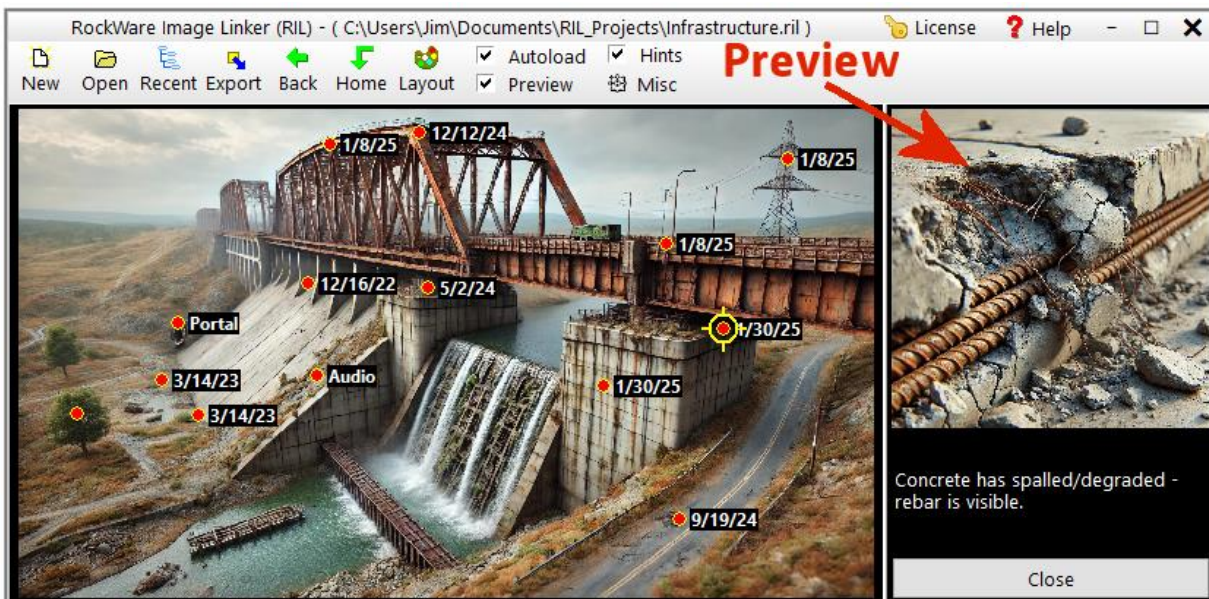 RockWare Image Linker (RIL) - ( C:\Users\Jim\Documents\RIL_Projects\Infrastructure.ril )
License
Help
New
Open
Recent
Export
Back
Home
Layout
Autoload
Hints
Preview
Misc
Preview
1/8/25
12/12/24
1/8/25
1/8/25
12/16/22
5/2/24
Portal
/30/25
3/14/23
Audio
1/30/25
3/14/23
9/19/24
Concrete has spalled/degraded -
rebar is visible.
Close